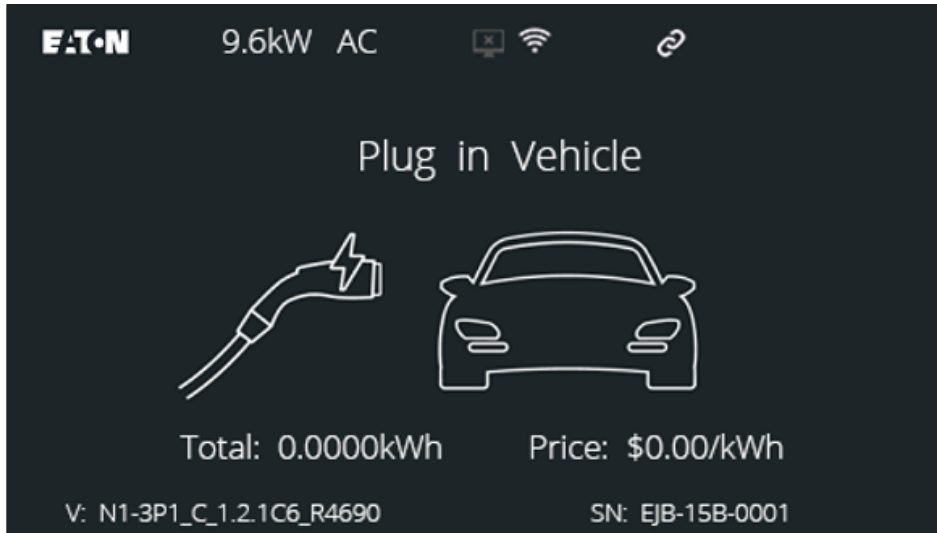 EATON 9.6kW AC
Plug in Vehicle
Total: 0.0000kWh Price: $0.00/kWh
V: N1-3P1_C_1.2.1C6_R4690 SN: EJB-15B-0001